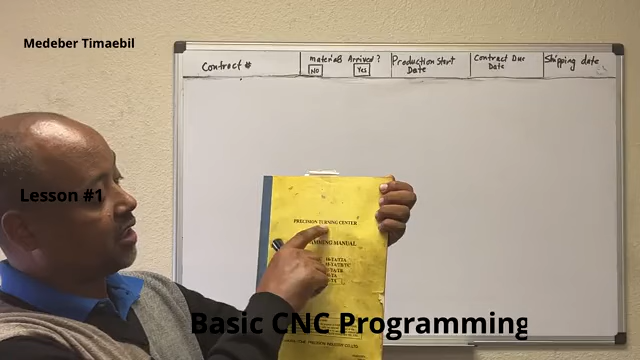 Medeber Timaebil
Contract #
Materials Arrived ?
NO Yes
Production Start
Date
Contract Due
Date
Shipping date
Lesson #1
PRECISION TURNING CENTER
MANUAL
Basic CNC Programming